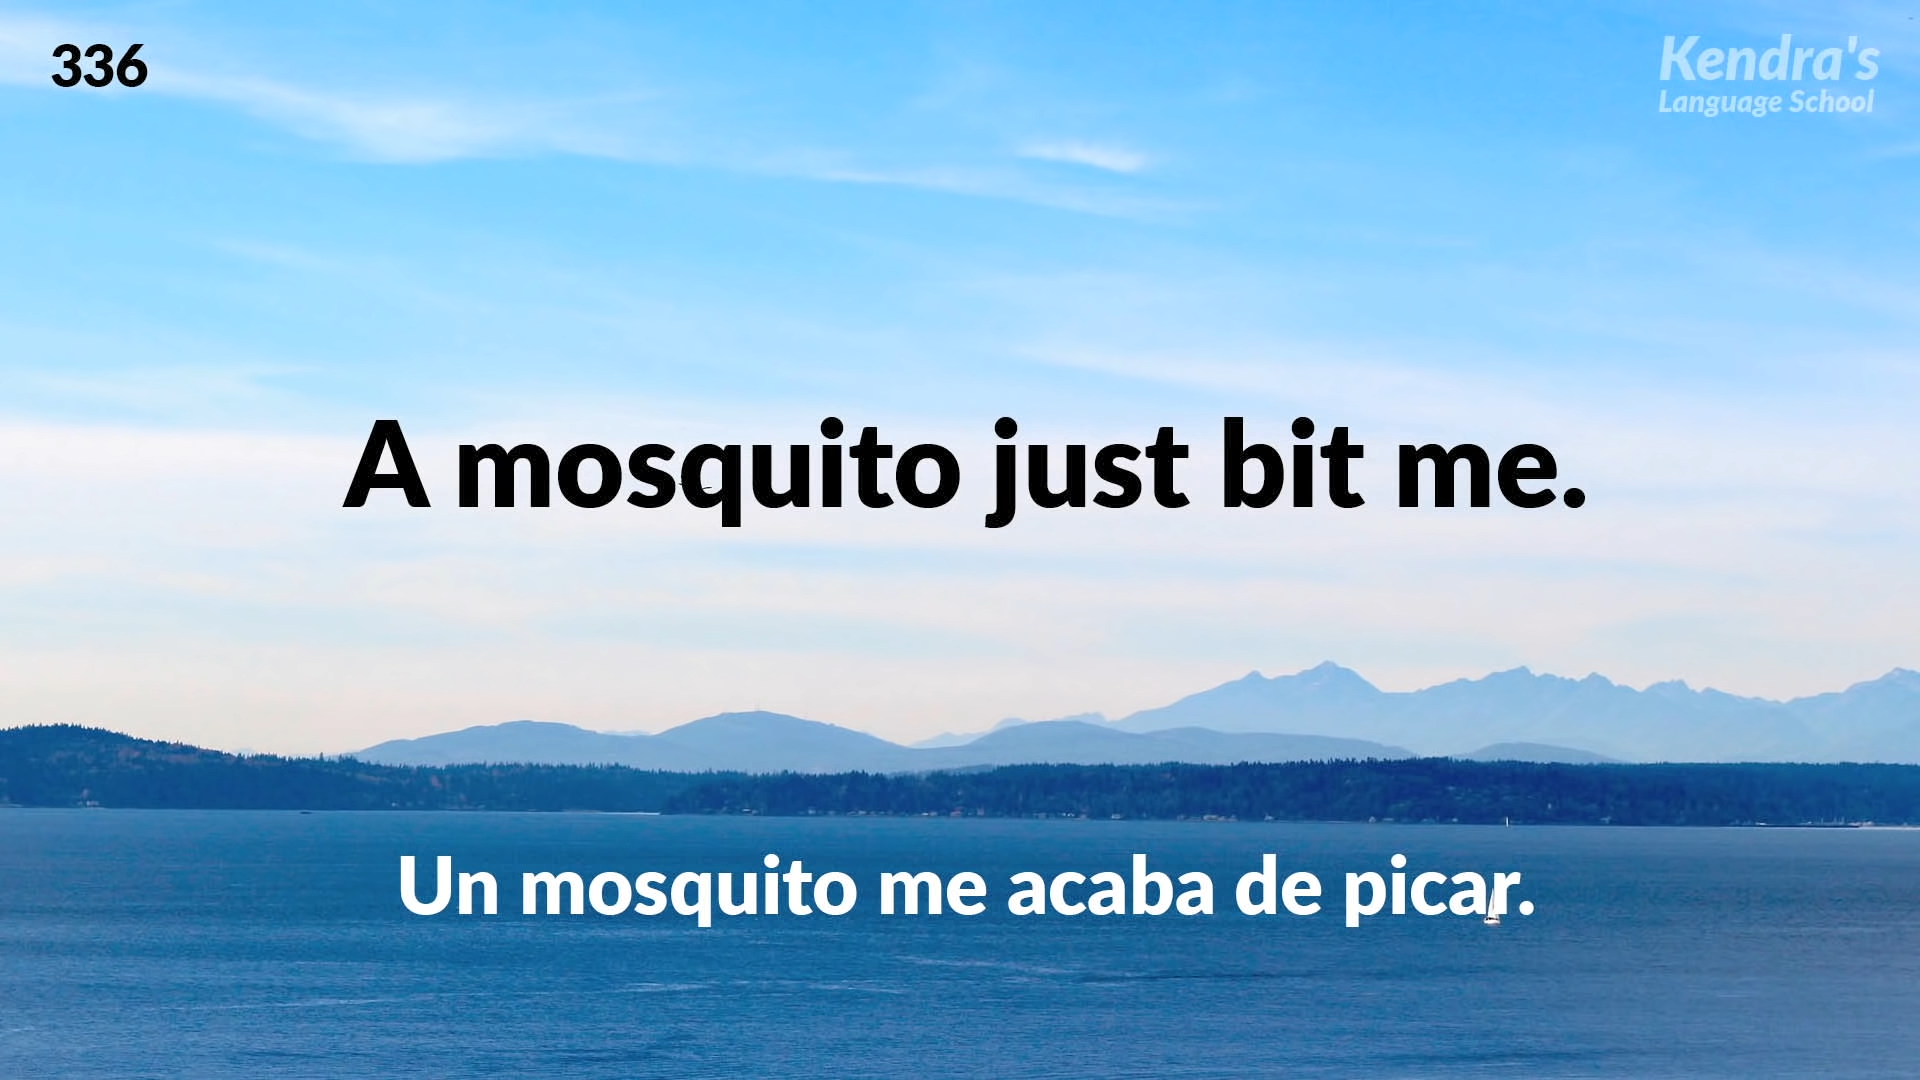 336
Kendra's
Language School
A mosquito just bit me.
Un mosquito me acaba de picar.